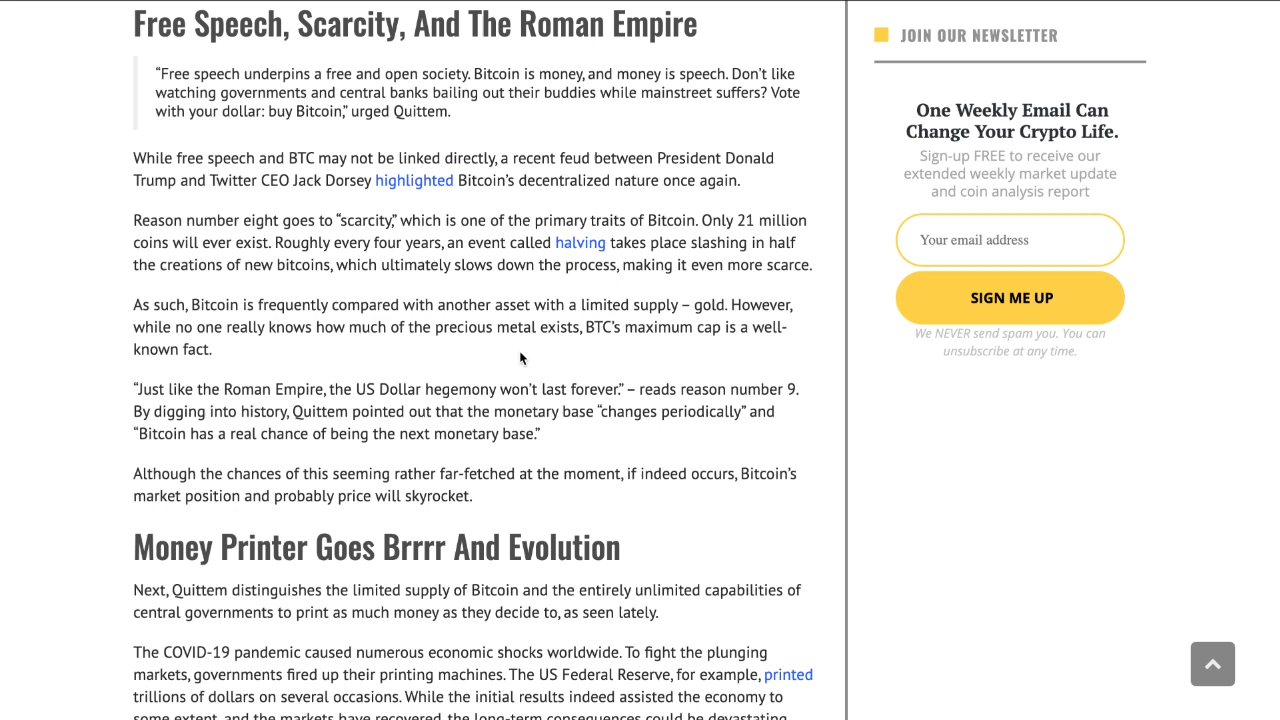 Free Speech, Scarcity, And The Roman Empire
“Free speech underpins a free and open society. Bitcoin is money, and money is speech. Don’t like
watching governments and central banks bailing out their buddies while mainstreet suffers? Vote
with your dollar: buy Bitcoin,” urged Quittem.
While free speech and BTC may not be linked directly, a recent feud between President Donald
Trump and Twitter CEO Jack Dorsey highlighted Bitcoin’s decentralized nature once again.
Reason number eight goes to “scarcity,” which is one of the primary traits of Bitcoin. Only 21 million
coins will ever exist. Roughly every four years, an event called halving takes place slashing in half
the creations of new bitcoins, which ultimately slows down the process, making it even more scarce.
As such, Bitcoin is frequently compared with another asset with a limited supply – gold. However,
while no one really knows how much of the precious metal exists, BTC’s maximum cap is a well-
known fact.
“Just like the Roman Empire, the US Dollar hegemony won’t last forever.” – reads reason number 9.
By digging into history, Quittem pointed out that the monetary base “changes periodically” and
“Bitcoin has a real chance of being the next monetary base.”
Although the chances of this seeming rather far-fetched at the moment, if indeed occurs, Bitcoin’s
market position and probably price will skyrocket.
Money Printer Goes Brrrr And Evolution
Next, Quittem distinguishes the limited supply of Bitcoin and the entirely unlimited capabilities of
central governments to print as much money as they decide to, as seen lately.
The COVID-19 pandemic caused numerous economic shocks worldwide. To fight the plunging
markets, governments fired up their printing machines. The US Federal Reserve, for example, printed
trillions of dollars on several occasions. While the initial results indeed assisted the economy to
some extent, and the markets have recovered, the long-term consequences could be devastating.
JOIN OUR NEWSLETTER
One Weekly Email Can
Change Your Crypto Life.
Sign-up FREE to receive our
extended weekly market update
and coin analysis report
Your email address
SIGN ME UP
We NEVER send spam you. You can
unsubscribe at any time.